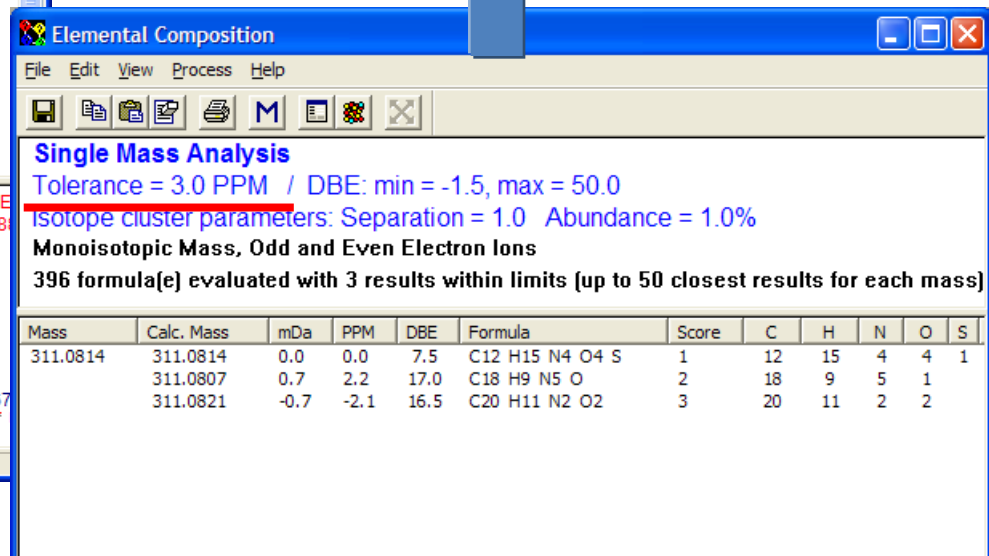 Elemental Composition
File Edit View Process Help
M
Single Mass Analysis
Tolerance = 3.0 PPM / DBE: min = -1.5, max = 50.0
Isotope cluster parameters: Separation = 1.0 Abundance = 1.0%
Monoisotopic Mass, Odd and Even Electron Ions
396 formula(e) evaluated with 3 results within limits (up to 50 closest results for each mass)
Mass Calc. Mass mDa PPM DBE Formula Score C H N O S
311.0814 311.0814 0.0 0.0 7.5 C12 H15 N4 O4 S 1 12 15 4 4 1
311.0807 0.7 2.2 17.0 C18 H9 N5 O 2 18 9 5 1
311.0821 -0.7 -2.1 16.5 C20 H11 N2 O2 3 20 11 2 2